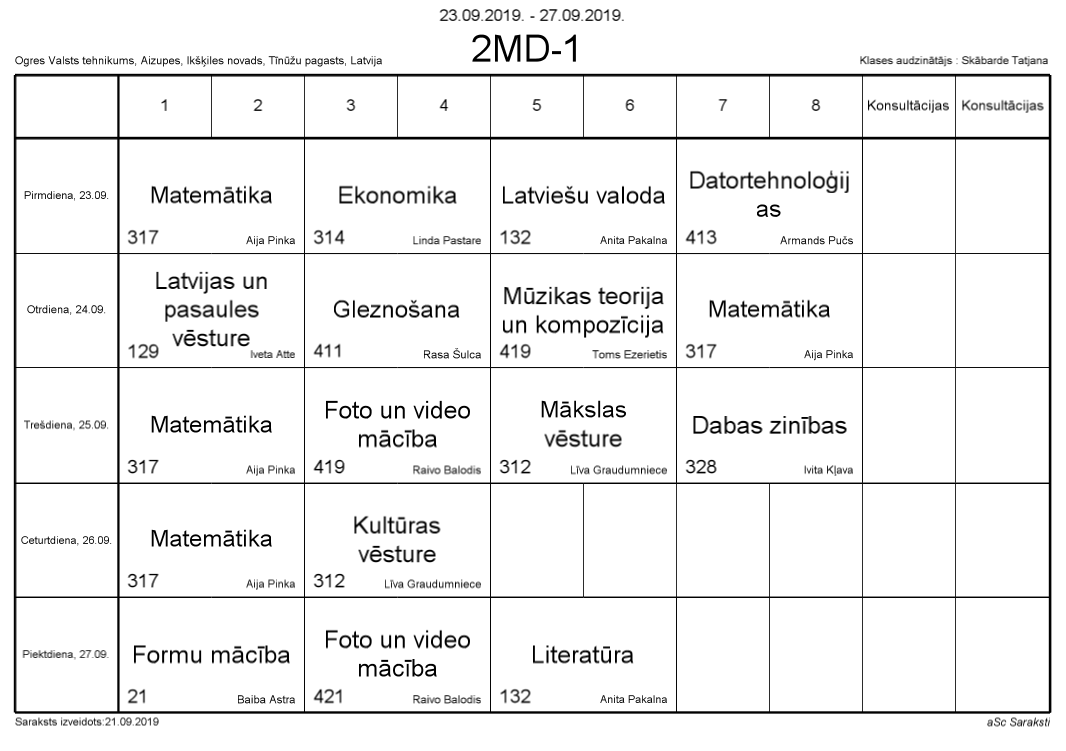 23.09.2019. - 27.09.2019.
2MD-1
Ogres Valsts tehnikums, Aizupes, Ikšķiles novads, Tīnūžu pagasts, Latvija
Klases audzinātājs : Skābarde Tatjana
1 2 3 4 5 6 7 8 Konsultācijas Konsultācijas
Pirmdiena, 23.09.
Matemātika
317 Aija Pinka
Ekonomika
314 Linda Pastare
Latviešu valoda
132 Anita Pakalna
Datortehnoloģij
as
413 Armands Pučs
Otrdiena, 24.09.
Latvijas un
pasaules
vēsture
129 Iveta Atte
Gleznošana
411 Rasa Šulca
Mūzikas teorija
un kompozīcija
419 Toms Ezerietis
Matemātika
317 Aija Pinka
Trešdiena, 25.09.
Matemātika
317 Aija Pinka
Foto un video
mācība
419 Raivo Balodis
Mākslas
vēsture
312 Līva Graudumniece
Dabas zinības
328 Ivita Kļava
Ceturtdiena, 26.09.
Matemātika
317 Aija Pinka
Kultūras
vēsture
312 Līva Graudumniece
Piektdiena, 27.09.
Formu mācība
21 Baiba Astra
Foto un video
mācība
421 Raivo Balodis
Literatūra
132 Anita Pakalna
Saraksts izveidots:21.09.2019
aSc Saraksti